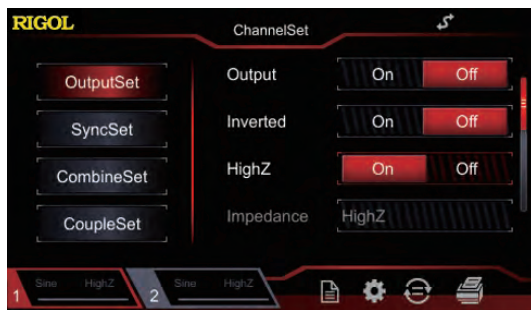 RIGOL
ChannelSet
OutputSet
SyncSet
CombineSet
CoupleSet
Output On Off
Inverted On Off
HighZ On Off
Impedance HighZ
1 Sine HighZ
2 Sine HighZ